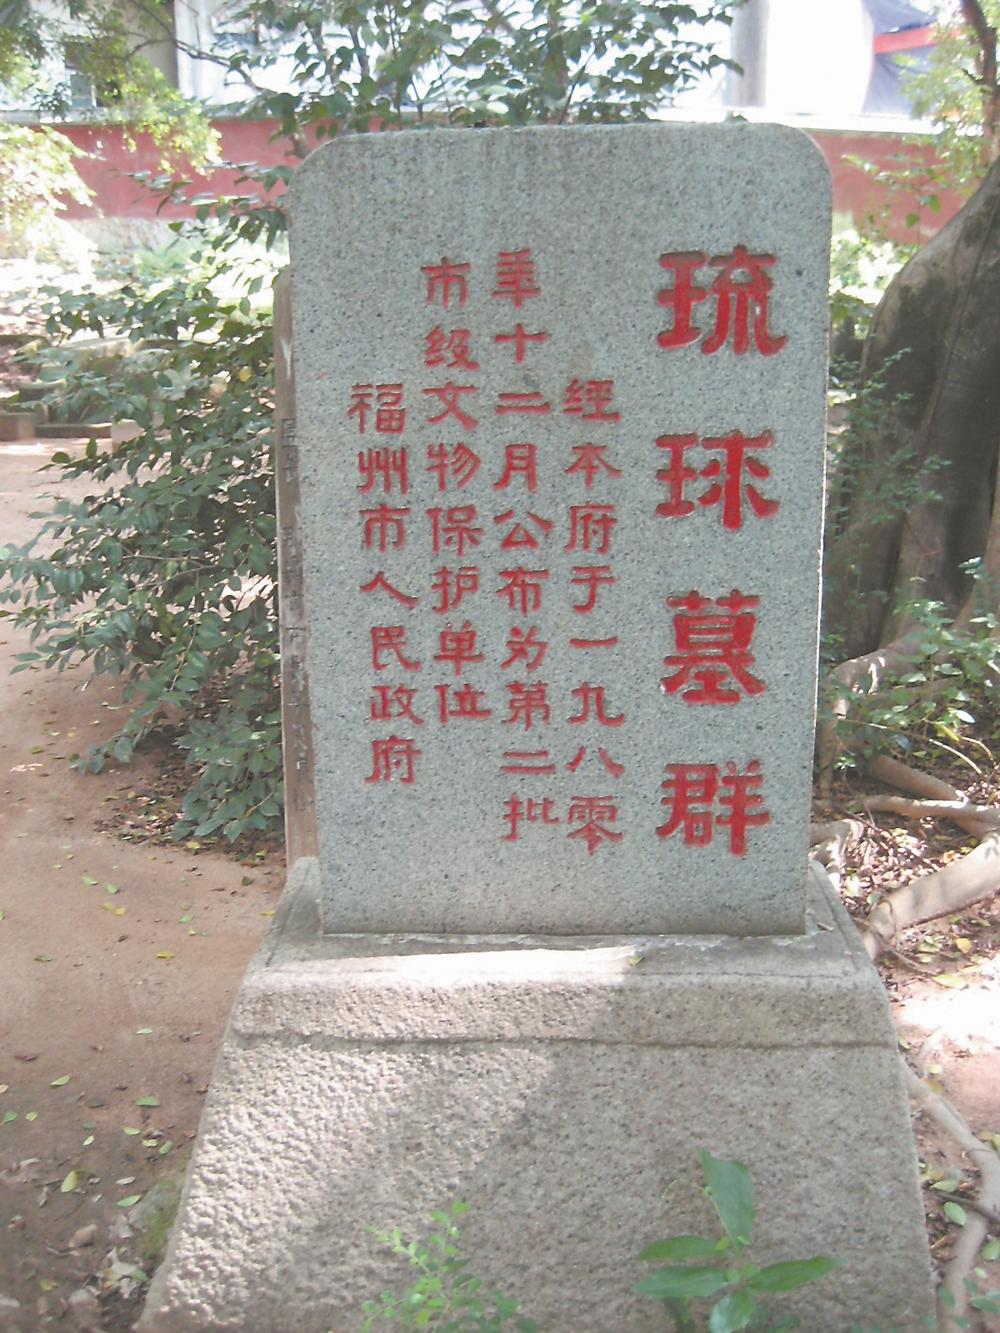 琉球墓群
经本府于一九八零
年十二月公布为第二批
市级文物保护单位
福州市人民政府